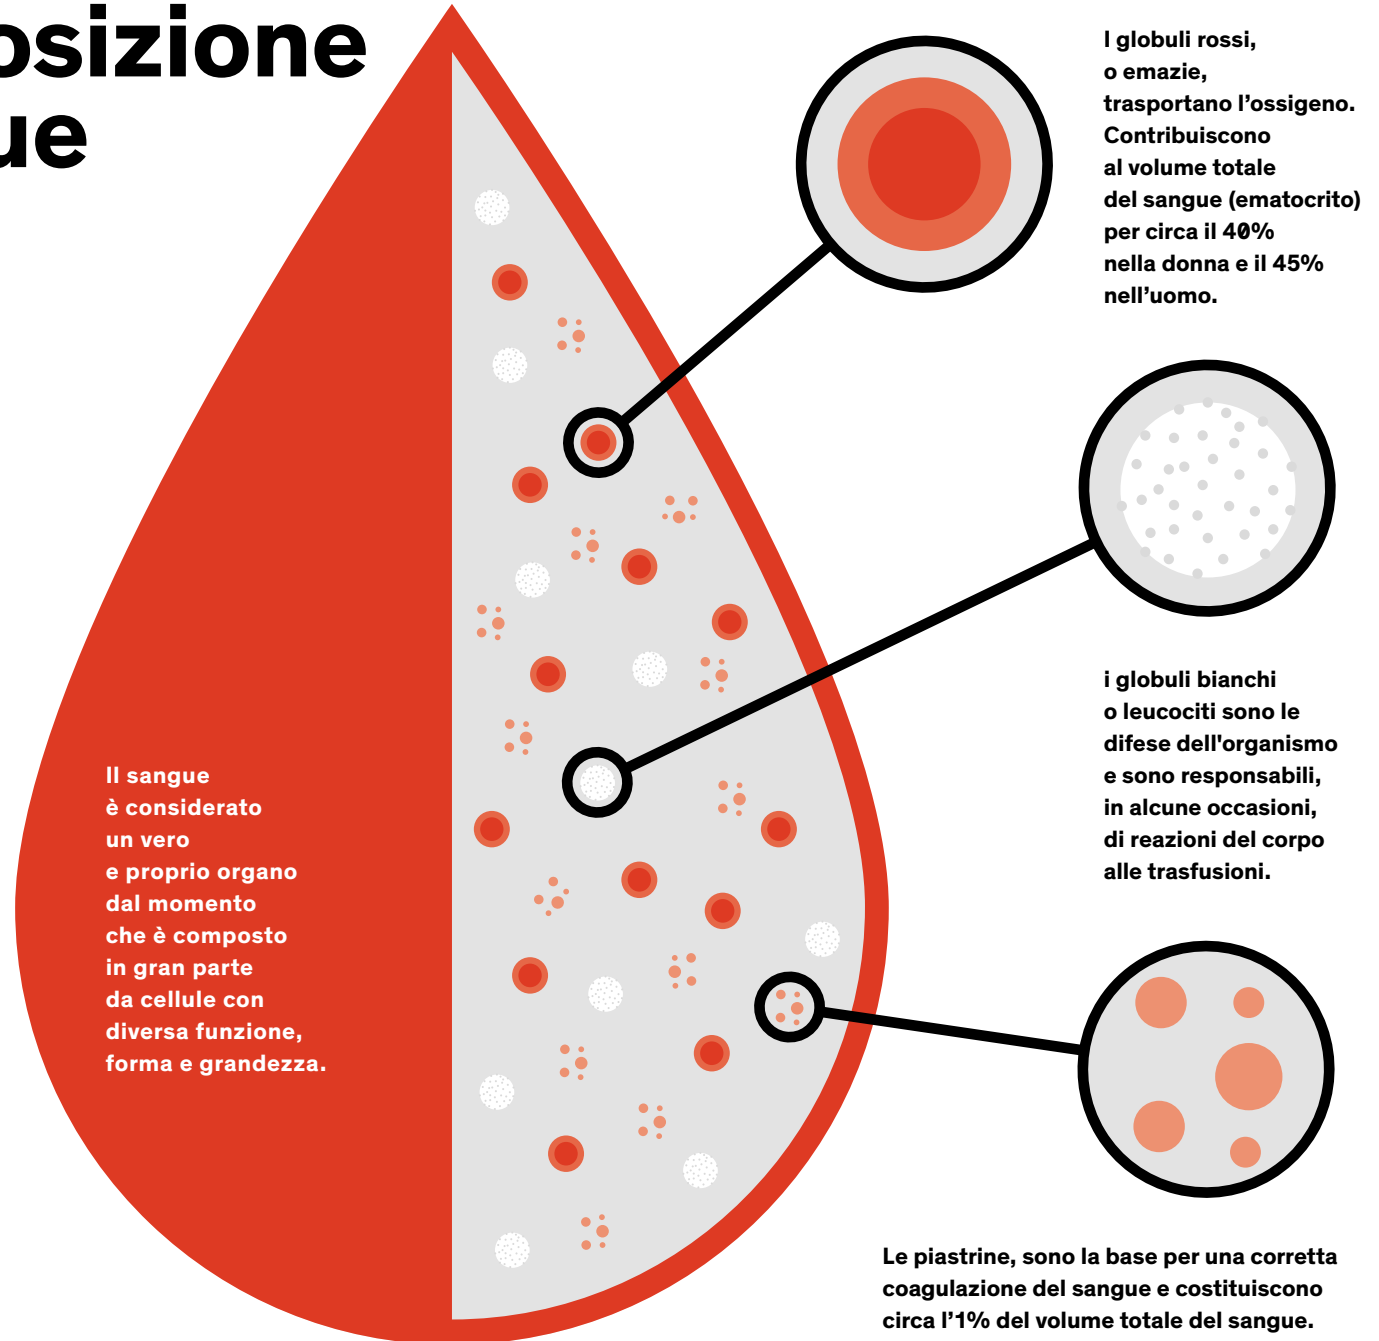 osizione
ue
I globuli rossi,
o emazie,
trasportano l’ossigeno.
Contribuiscono
al volume totale
del sangue (ematocrito)
per circa il 40%
nella donna e il 45%
nell’uomo.
i globuli bianchi
o leucociti sono le
difese dell'organismo
e sono responsabili,
in alcune occasioni,
di reazioni del corpo
alle trasfusioni.
Il sangue
è considerato
un vero
e proprio organo
dal momento
che è composto
in gran parte
da cellule con
diversa funzione,
forma e grandezza.
Le piastrine, sono la base per una corretta
coagulazione del sangue e costituiscono
circa l’1% del volume totale del sangue.